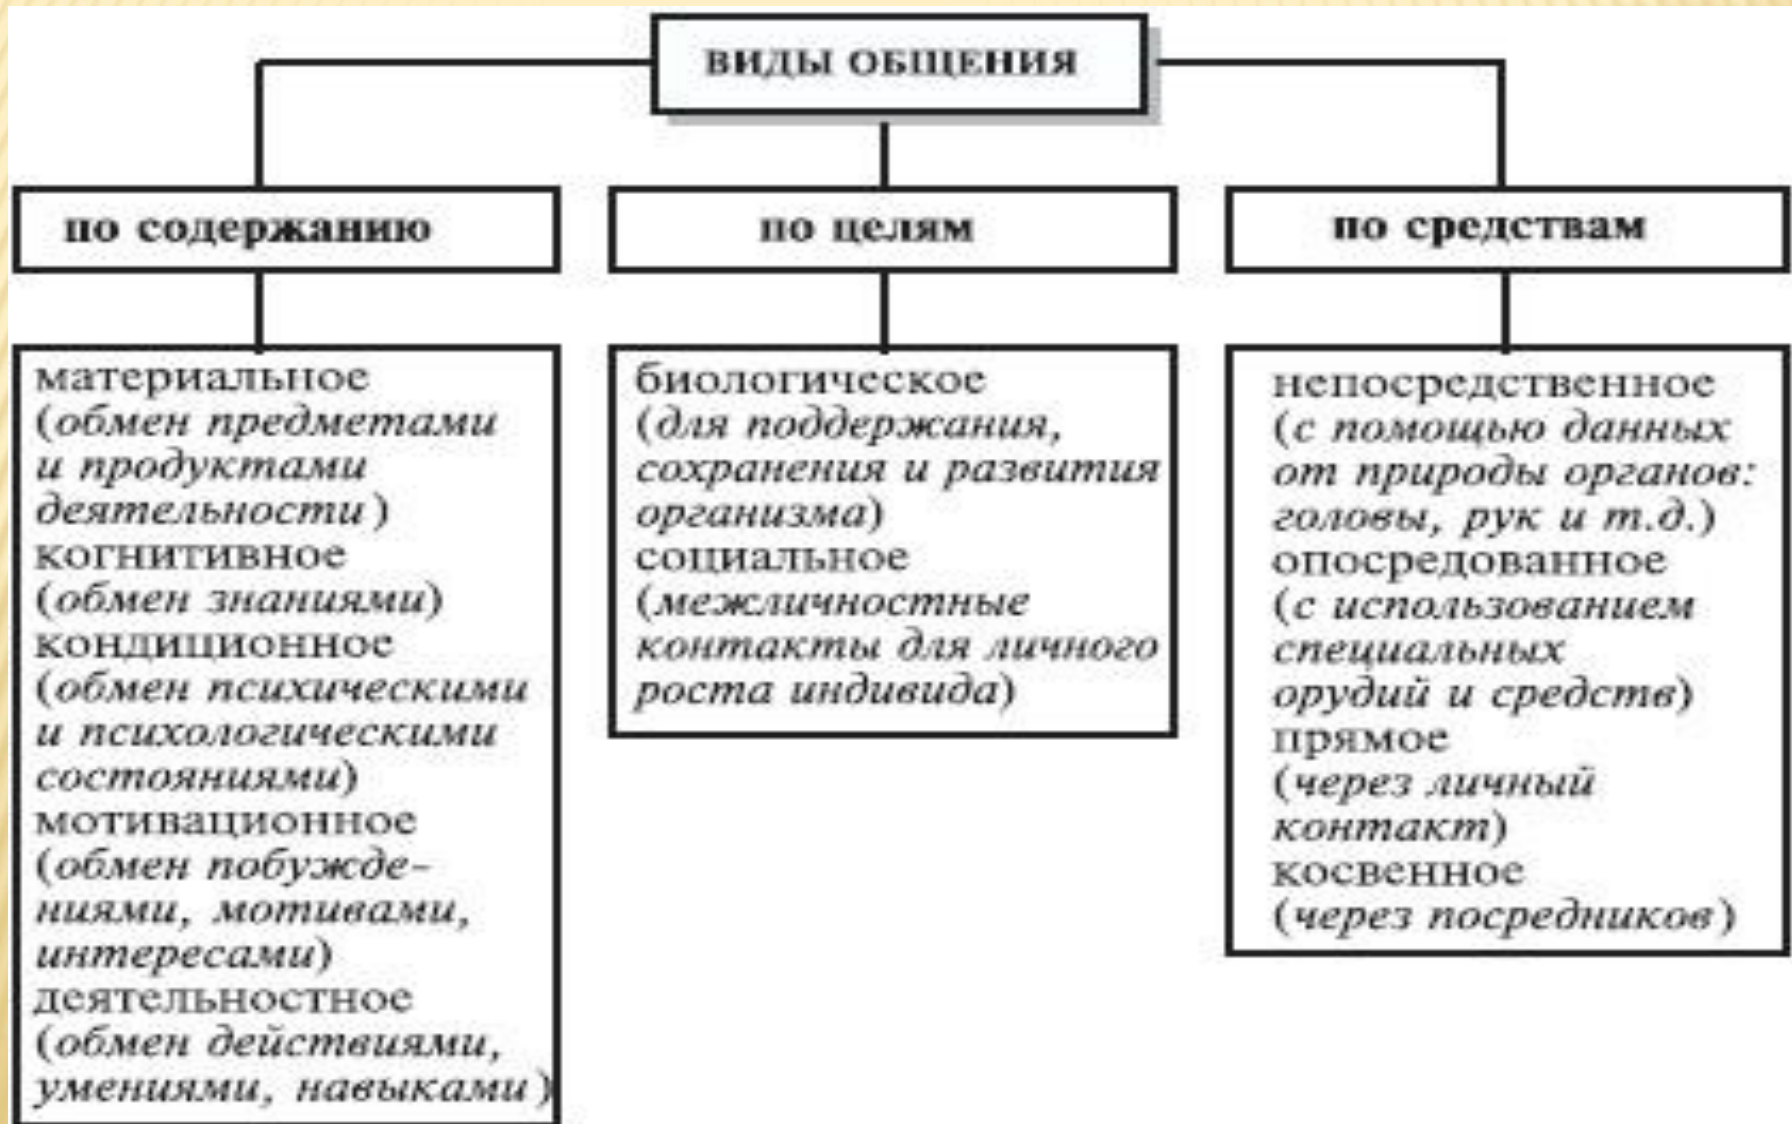 ВИДЫ ОБЩЕНИЯ
по содержанию
материальное
(обмен предметами
и продуктами
деятельности)
когнитивное
(обмен знаниями)
кондиционное
(обмен психическими
и психологическими
состояниями)
мотивационное
(обмен побужде-
ниями, мотивами,
интересами)
деятельностное
(обмен действиями,
умениями, навыками)
по целям
биологическое
(для поддержания,
сохранения и развития
организма)
социальное
(межличностные
контакты для личного
роста индивида)
по средствам
непосредственное
(с помощью данных
от природы органов:
головы, рук и т.д.)
опосредованное
(с использованием
специальных
орудий и средств)
прямое
(через личный
контакт)
косвенное
(через посредников)